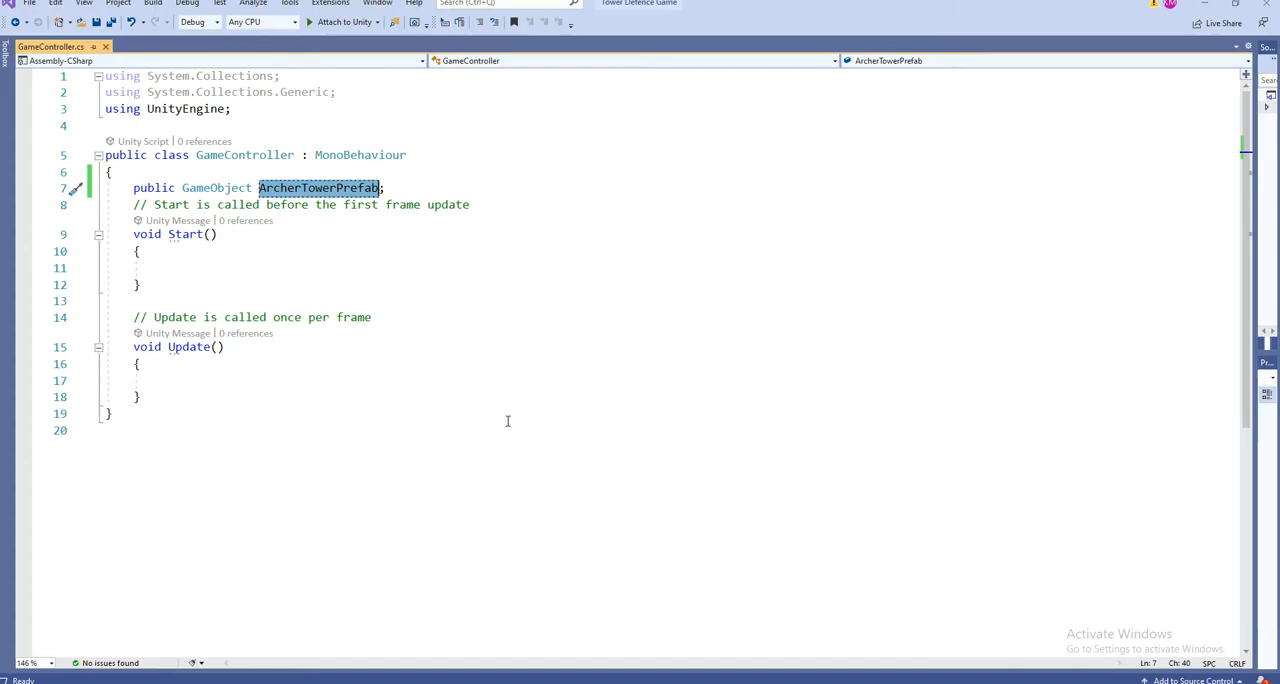 File Edit View Project Build Debug Test Analyze Tools Extensions Window Help Search (Ctrl+Q) Tower Defence Game KM
Debug Any CPU Attach to Unity Live Share
GameController.cs
Assembly-CSharp GameController ArcherTowerPrefab
Toolbox
1 using System.Collections;
2 using System.Collections.Generic;
3 using UnityEngine;
4
Unity Script | 0 references
5 public class GameController : MonoBehaviour
6 {
7 public GameObject ArcherTowerPrefab;
8 // Start is called before the first frame update
Unity Message | 0 references
9 void Start()
10 {
11
12 }
13
14 // Update is called once per frame
Unity Message | 0 references
15 void Update()
16 {
17
18 }
19 }
20
So...
Sear
Pr...
Activate Windows
Go to Settings to activate Windows.
146 % No issues found Ln: 7 Ch: 40 SPC CRLF
Ready Add to Source Control